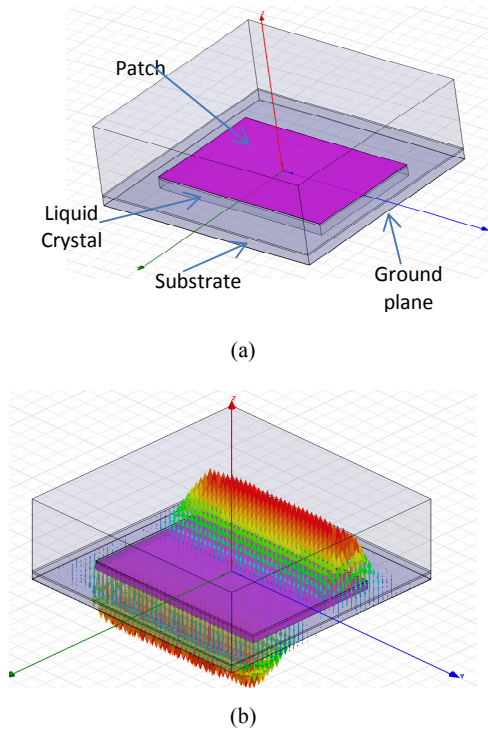 Z
Patch
Liquid
Crystal
Substrate
Ground
plane
(a)
Z
Y
(b)